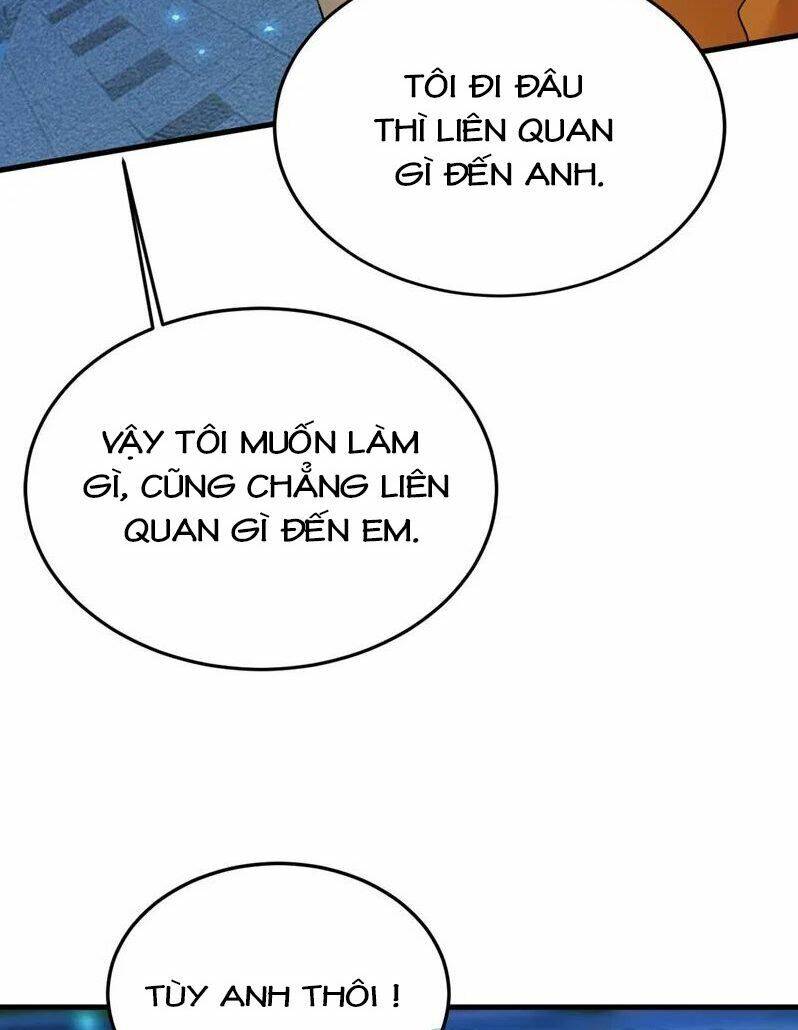 TÔI ĐI ĐÂU
THÌ LIÊN QUAN
GÌ ĐẾN ANH.
VẬY TÔI MUỐN LÀM
GÌ, CŨNG CHẲNG LIÊN
QUAN GÌ ĐẾN EM.
TÙY ANH THÔI !